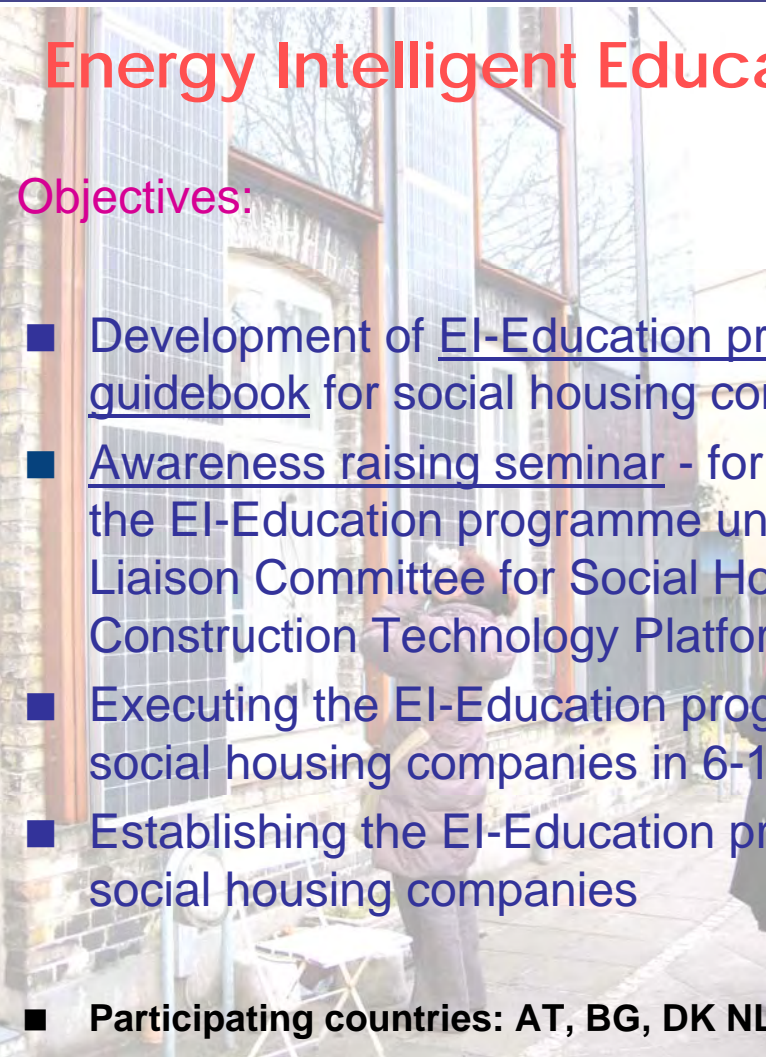 Energy Intelligent Educa
Objectives:
■ Development of EI-Education pr
guidebook for social housing co
■ Awareness raising seminar - for
the EI-Education programme un
Liaison Committee for Social Ho
Construction Technology Platfor
■ Executing the EI-Education prog
social housing companies in 6-1
■ Establishing the EI-Education pr
social housing companies
■ Participating countries: AT, BG, DK NL